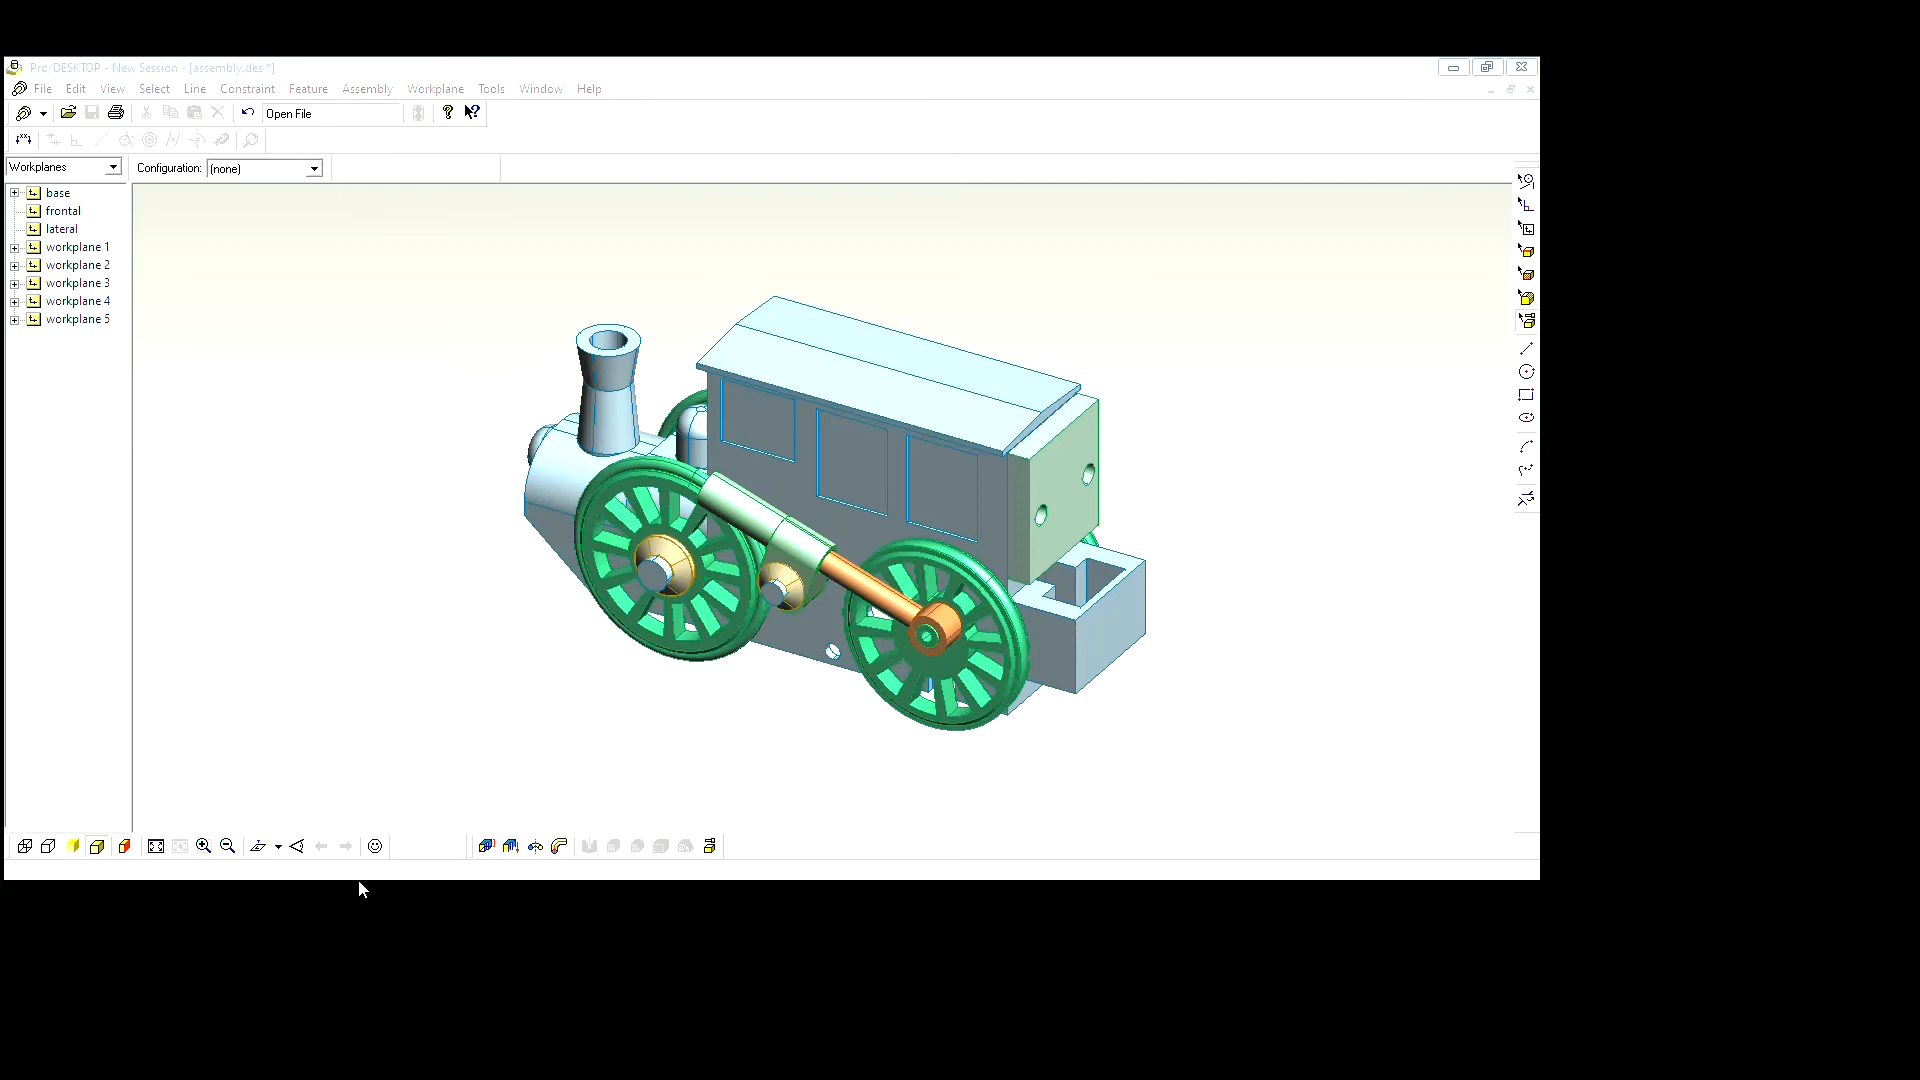 Pro/DESKTOP - New Session - [assembly.des *]
File Edit View Select Line Constraint Feature Assembly Workplane Tools Window Help
Open File
Workplanes
Configuration: (none)
base
frontal
lateral
workplane 1
workplane 2
workplane 3
workplane 4
workplane 5